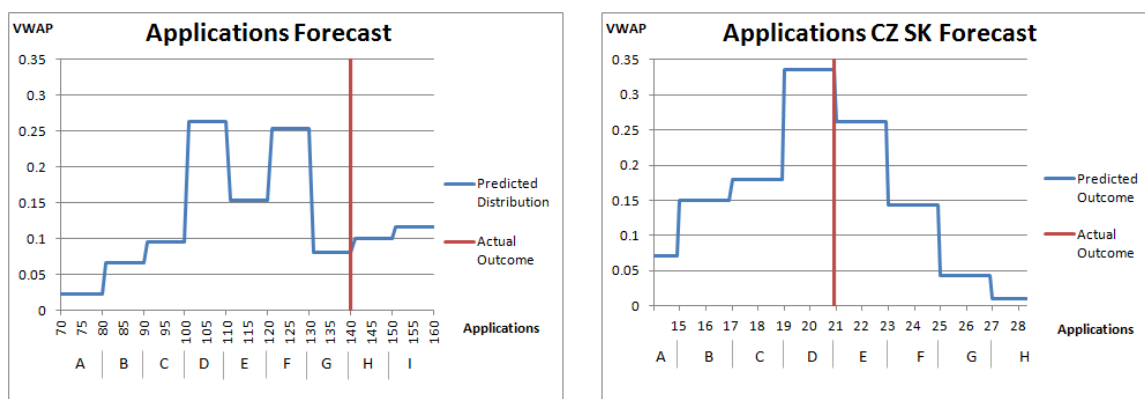 VWAP
Applications Forecast
0.35
0.3
0.25
0.2
0.15
0.1
0.05
0
70 75 80 85 90 95 100 105 110 115 120 125 130 135 140 145 150 155 160
Applications
A B C D E F G H I
Predicted
Distribution
Actual
Outcome
VWAP
Applications CZ SK Forecast
0.35
0.3
0.25
0.2
0.15
0.1
0.05
0
15 16 17 18 19 20 21 22 23 24 25 26 27 28
Applications
A B C D E F G H
Predicted
Outcome
Actual
Outcome